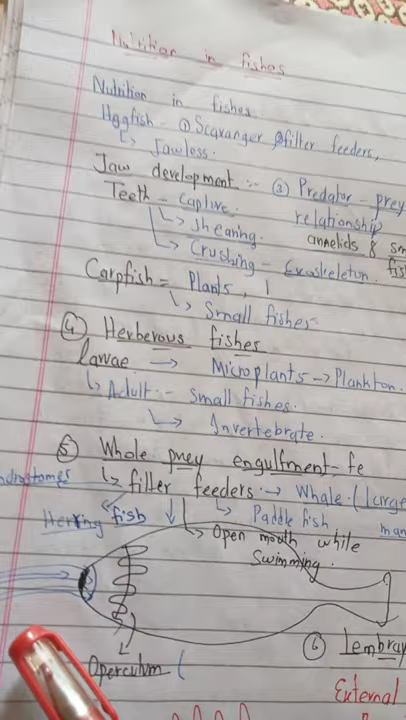 Nutrition in fishes
Nutrition in fishes
Hagfish - ① Scavanger ② filter feeders,
↳ Jawless.
Jaw development :- ③ Predator - prey
Teeth - capture. relationship
↳ shearing. annelids &
↳ Crushing - Exoskeleton.
Carpfish = Plants,
↳ Small fishes
④ Herberous fishes
larvae → Microplants → Plankton.
↳ Adult - Small fishes.
↳ Invertebrate.
⑤ Whole prey engulfment - fe
↳ filter feeders → Whale (large
Herring fish ↳ Paddle fish
↳ Open mouth while
swimming.
Operculum (
⑥ Lembray
External